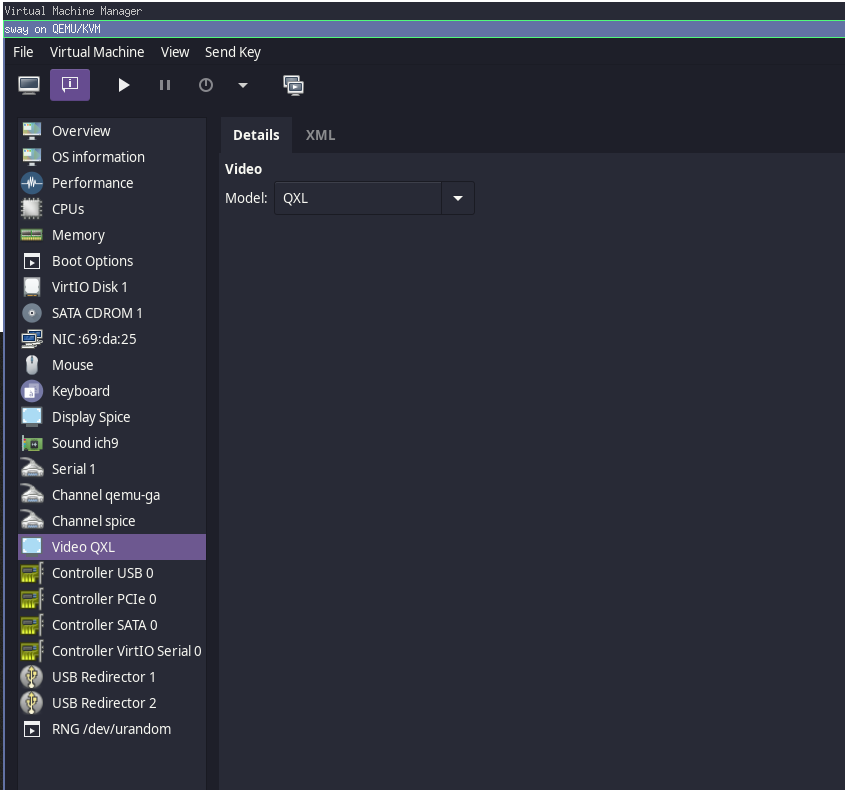 Virtual Machine Manager
sway on QEMU/KVM
File Virtual Machine View Send Key
Overview
OS information
Performance
CPUs
Memory
Boot Options
VirtIO Disk 1
SATA CDROM 1
NIC :69:da:25
Mouse
Keyboard
Display Spice
Sound ich9
Serial 1
Channel qemu-ga
Channel spice
Video QXL
Controller USB 0
Controller PCIe 0
Controller SATA 0
Controller VirtIO Serial 0
USB Redirector 1
USB Redirector 2
RNG /dev/urandom
Details XML
Video
Model: QXL